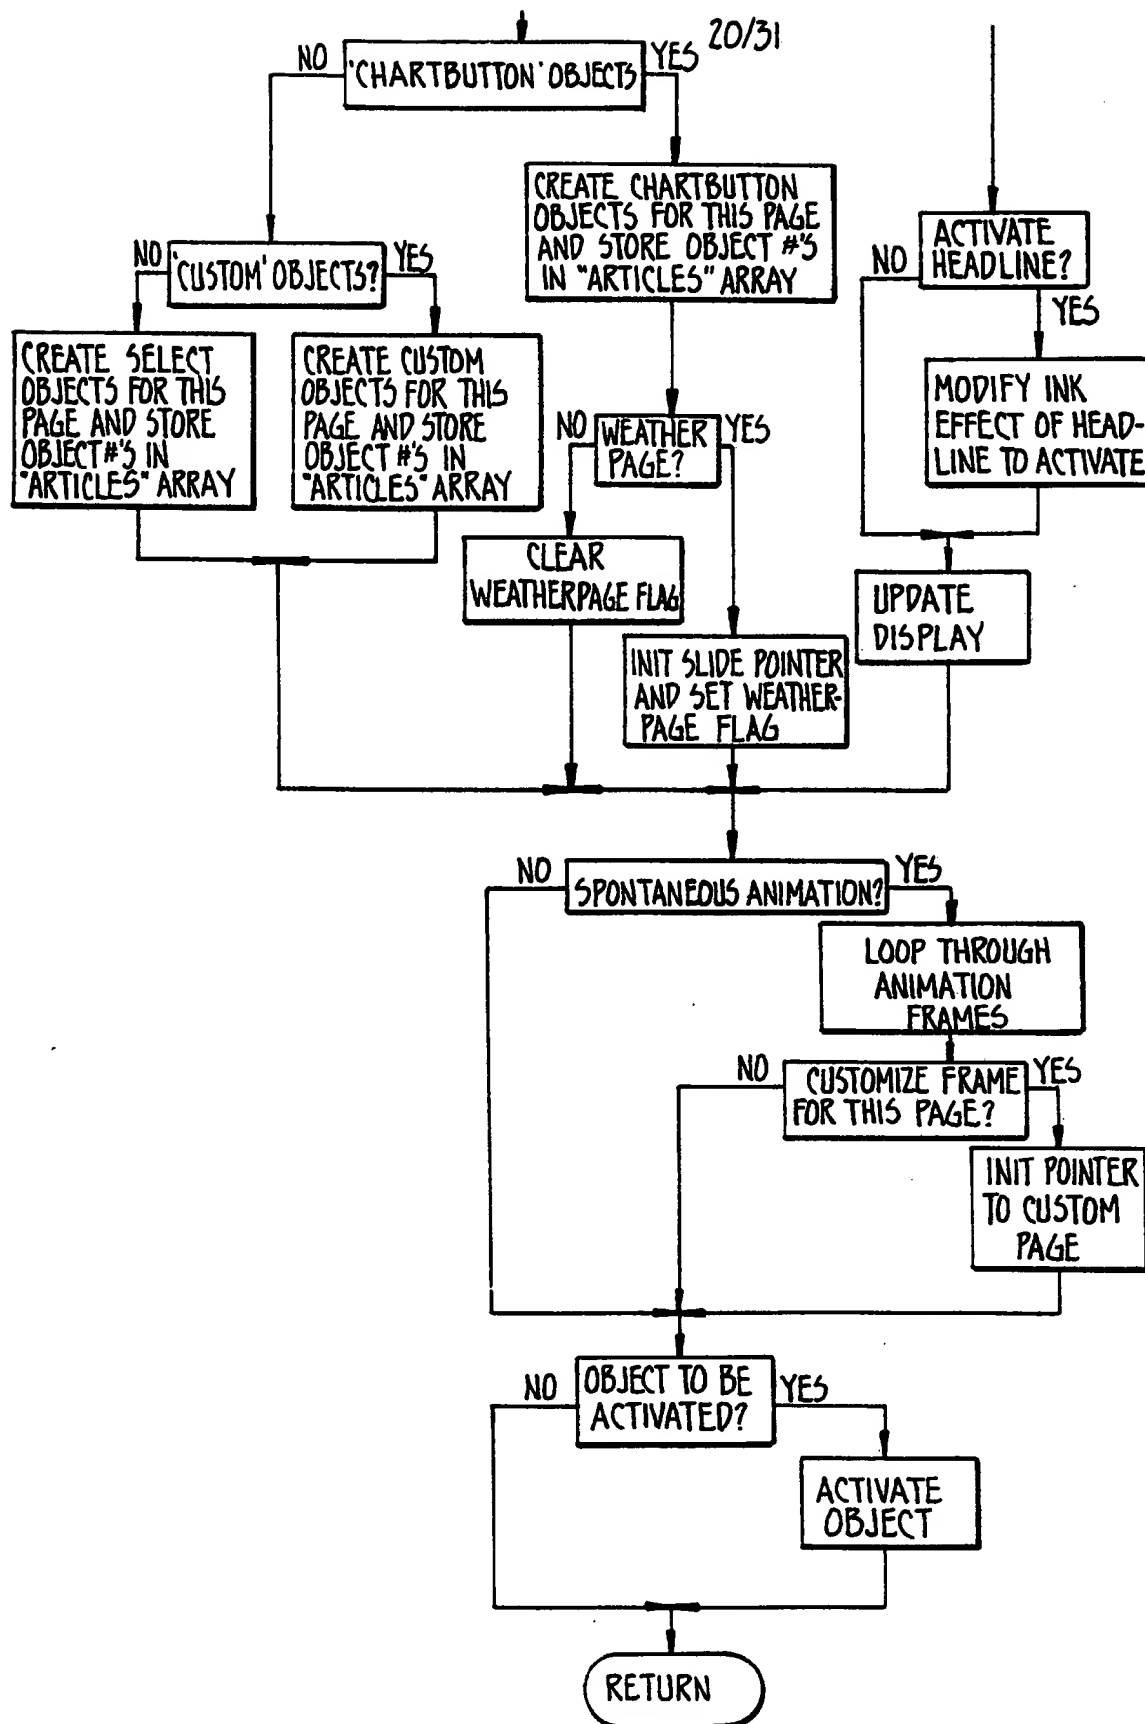 20/31
NO
'CHARTBUTTON' OBJECTS
YES
CREATE CHARTBUTTON
OBJECTS FOR THIS PAGE
AND STORE OBJECT #'S
IN "ARTICLES" ARRAY
NO
'CUSTOM' OBJECTS?
YES
CREATE SELECT
OBJECTS FOR THIS
PAGE AND STORE
OBJECT #'S IN
"ARTICLES" ARRAY
CREATE CUSTOM
OBJECTS FOR THIS
PAGE AND STORE
OBJECT #'S IN
"ARTICLES" ARRAY
NO
WEATHER
PAGE?
YES
CLEAR
WEATHERPAGE FLAG
INIT SLIDE POINTER
AND SET WEATHER-
PAGE FLAG
NO
ACTIVATE
HEADLINE?
YES
MODIFY INK
EFFECT OF HEAD-
LINE TO ACTIVATE
UPDATE
DISPLAY
NO
SPONTANEOUS ANIMATION?
YES
LOOP THROUGH
ANIMATION
FRAMES
NO
CUSTOMIZE FRAME
FOR THIS PAGE?
YES
INIT POINTER
TO CUSTOM
PAGE
NO
OBJECT TO BE
ACTIVATED?
YES
ACTIVATE
OBJECT
RETURN